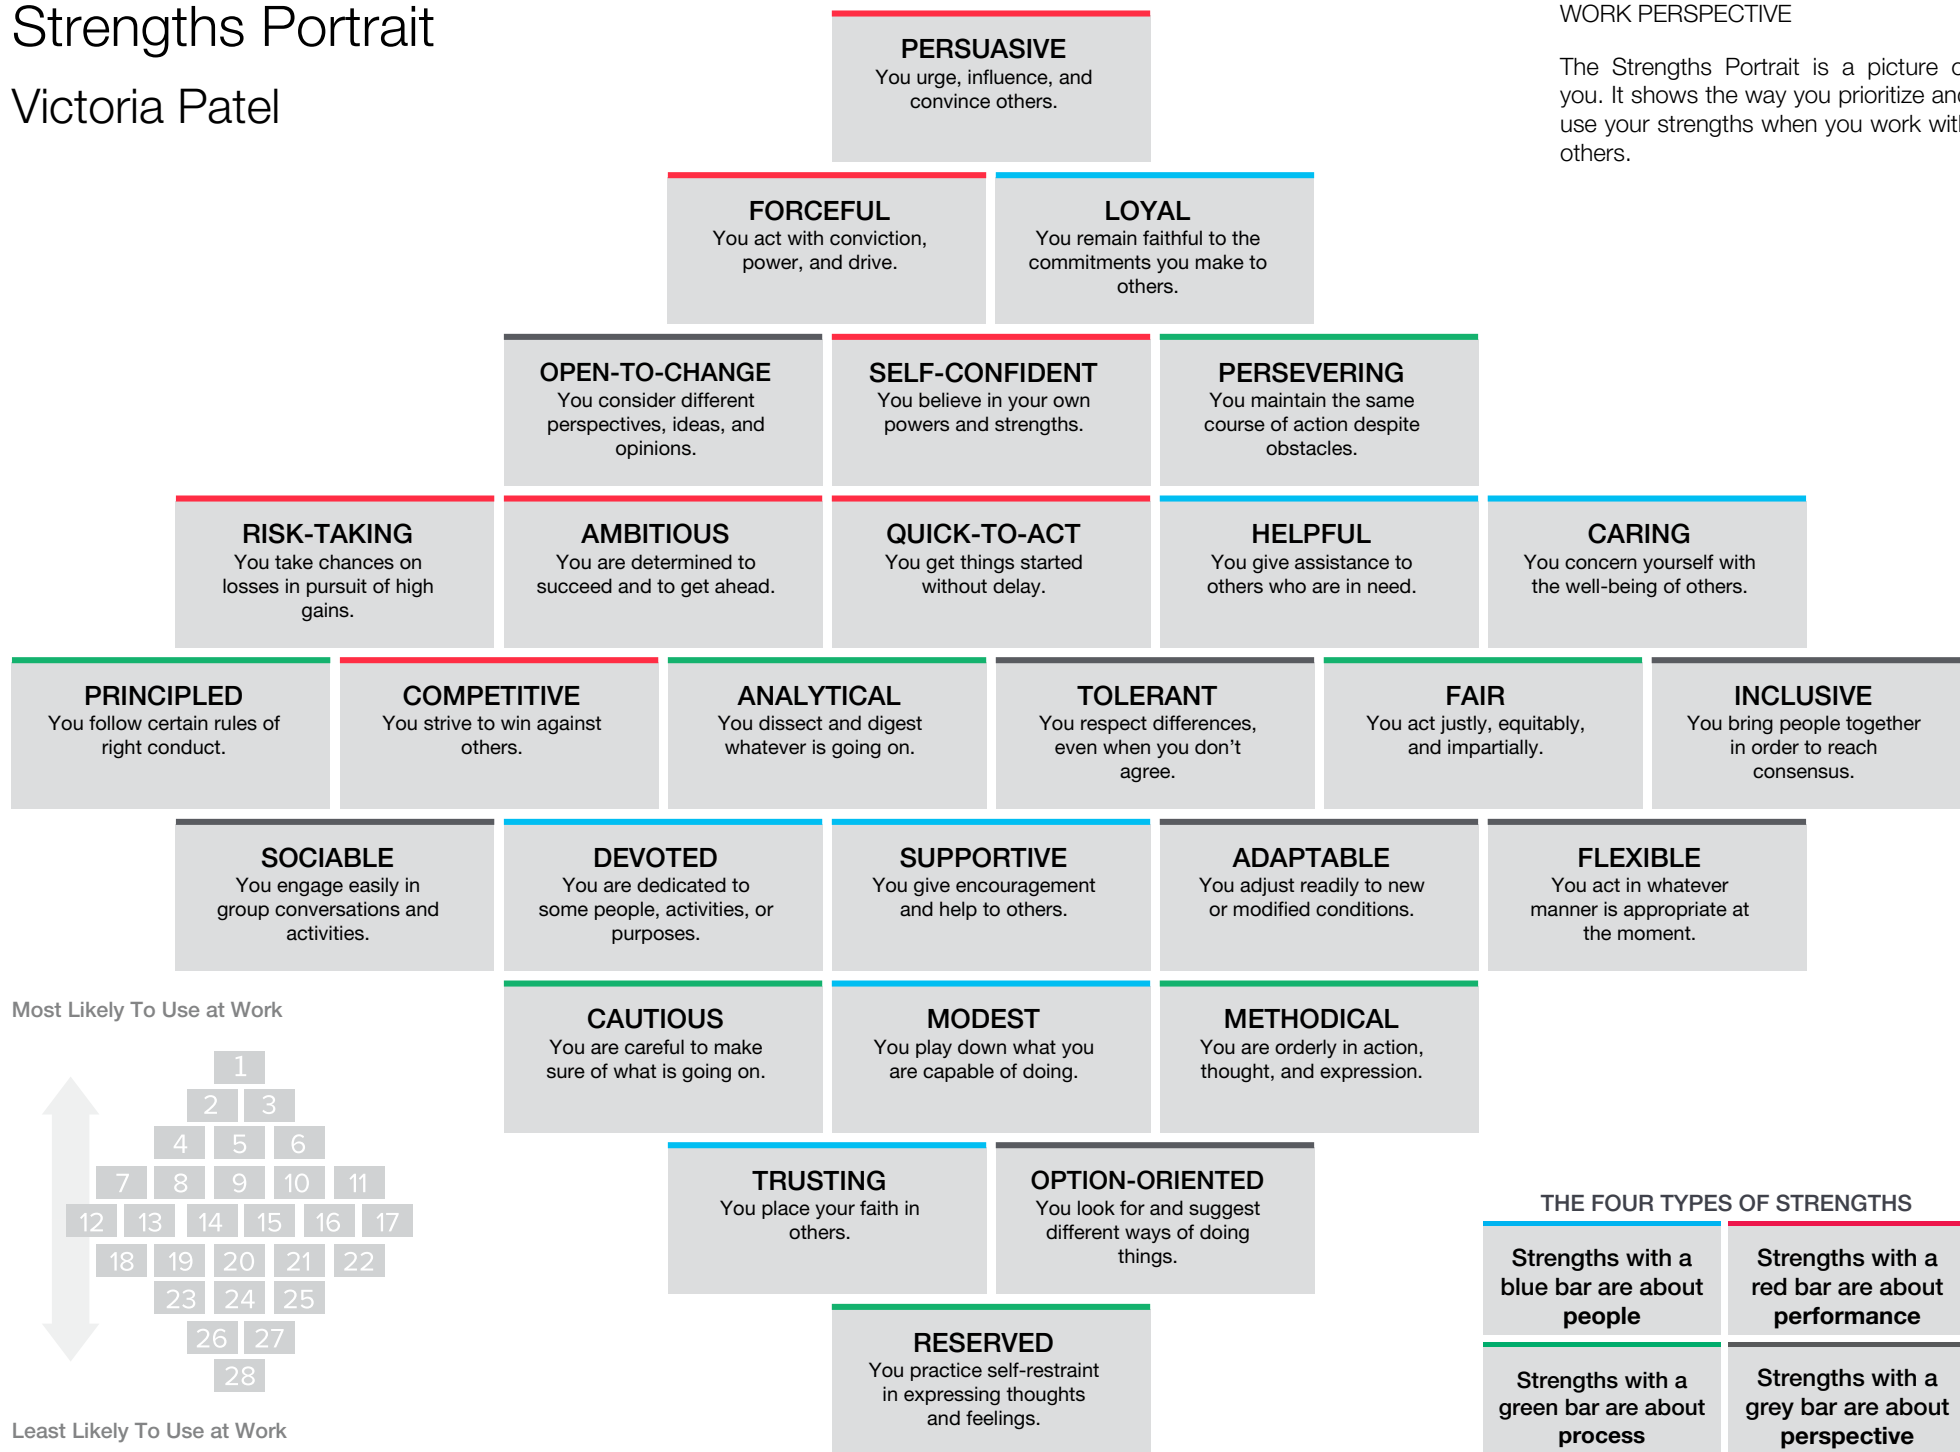 Strengths Portrait
Victoria Patel
WORK PERSPECTIVE
The Strengths Portrait is a picture
you. It shows the way you prioritize
use your strengths when you work
others.
PERSUASIVE
You urge, influence, and
convince others.
FORCEFUL
You act with conviction,
power, and drive.
LOYAL
You remain faithful to the
commitments you make to
others.
OPEN-TO-CHANGE
You consider different
perspectives, ideas, and
opinions.
SELF-CONFIDENT
You believe in your own
powers and strengths.
PERSEVERING
You maintain the same
course of action despite
obstacles.
RISK-TAKING
You take chances on
losses in pursuit of high
gains.
AMBITIOUS
You are determined to
succeed and to get ahead.
QUICK-TO-ACT
You get things started
without delay.
HELPFUL
You give assistance to
others who are in need.
CARING
You concern yourself with
the well-being of others.
PRINCIPLED
You follow certain rules of
right conduct.
COMPETITIVE
You strive to win against
others.
ANALYTICAL
You dissect and digest
whatever is going on.
TOLERANT
You respect differences,
even when you don’t
agree.
FAIR
You act justly, equitably,
and impartially.
INCLUSIVE
You bring people together
in order to reach
consensus.
SOCIABLE
You engage easily in
group conversations and
activities.
DEVOTED
You are dedicated to
some people, activities, or
purposes.
SUPPORTIVE
You give encouragement
and help to others.
ADAPTABLE
You adjust readily to new
or modified conditions.
FLEXIBLE
You act in whatever
manner is appropriate at
the moment.
CAUTIOUS
You are careful to make
sure of what is going on.
MODEST
You play down what you
are capable of doing.
METHODICAL
You are orderly in action,
thought, and expression.
TRUSTING
You place your faith in
others.
OPTION-ORIENTED
You look for and suggest
different ways of doing
things.
RESERVED
You practice self-restraint
in expressing thoughts
and feelings.
Most Likely To Use at Work
1
2 3
4 5 6
7 8 9 10 11
12 13 14 15 16 17
18 19 20 21 22
23 24 25
26 27
28
Least Likely To Use at Work
THE FOUR TYPES OF STRENGTHS
Strengths with a
blue bar are about
people
Strengths with a
red bar are about
performance
Strengths with a
green bar are about
process
Strengths with a
grey bar are about
perspective